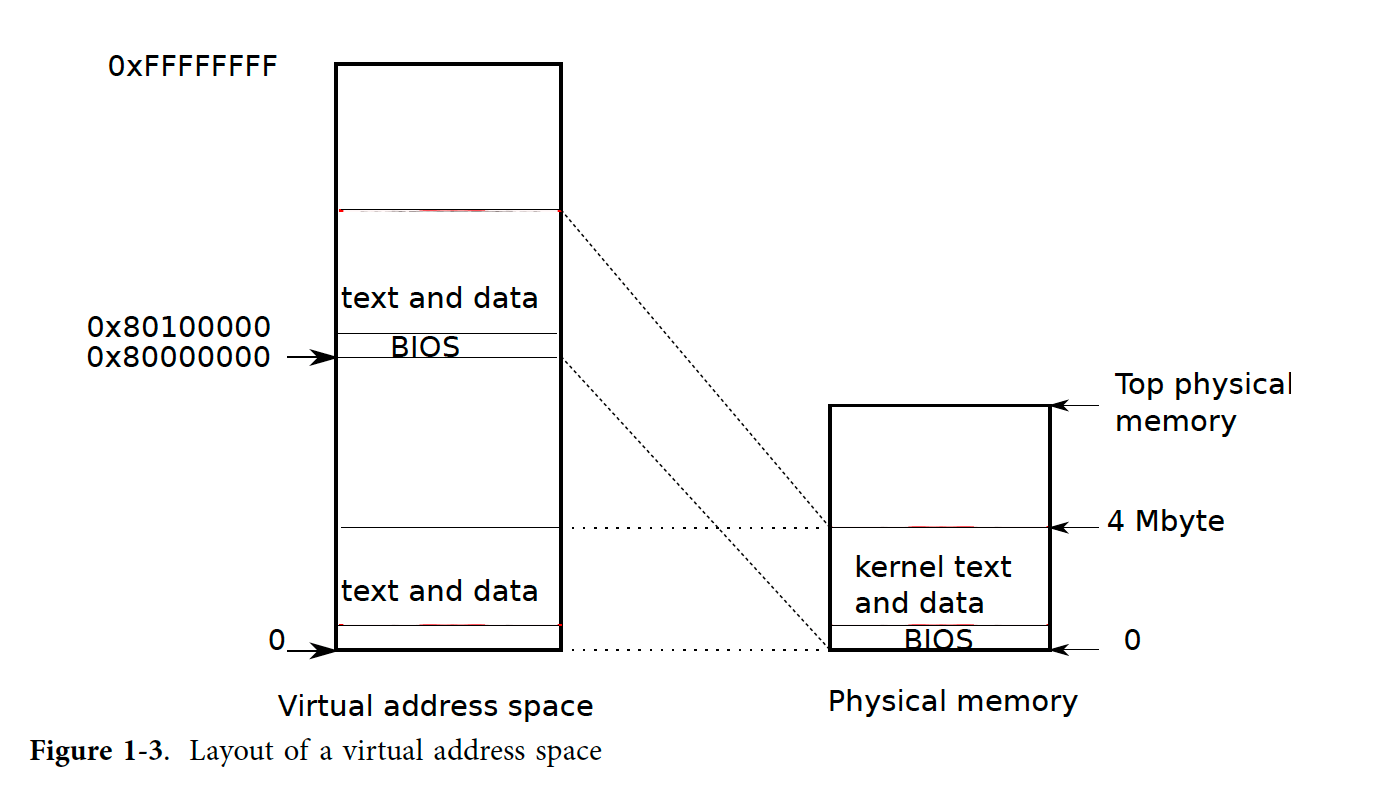 0xFFFFFFFF
text and data
0x80100000
0x80000000
BIOS
Top physical
memory
4 Mbyte
text and data
kernel text
and data
0
BIOS
0
Virtual address space
Physical memory
Figure 1-3. Layout of a virtual address space